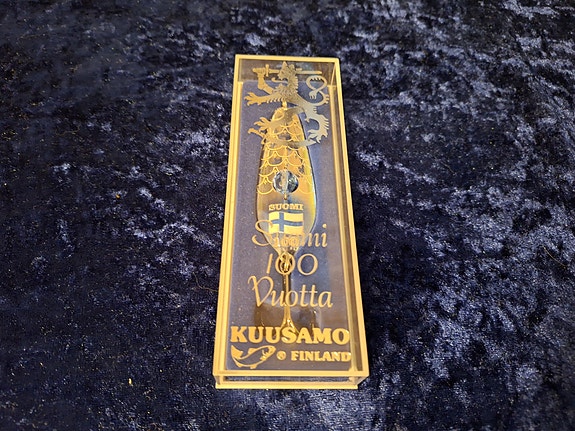 SUOMI
Suomi
100
Vuotta
KUUSAMO
® FINLAND